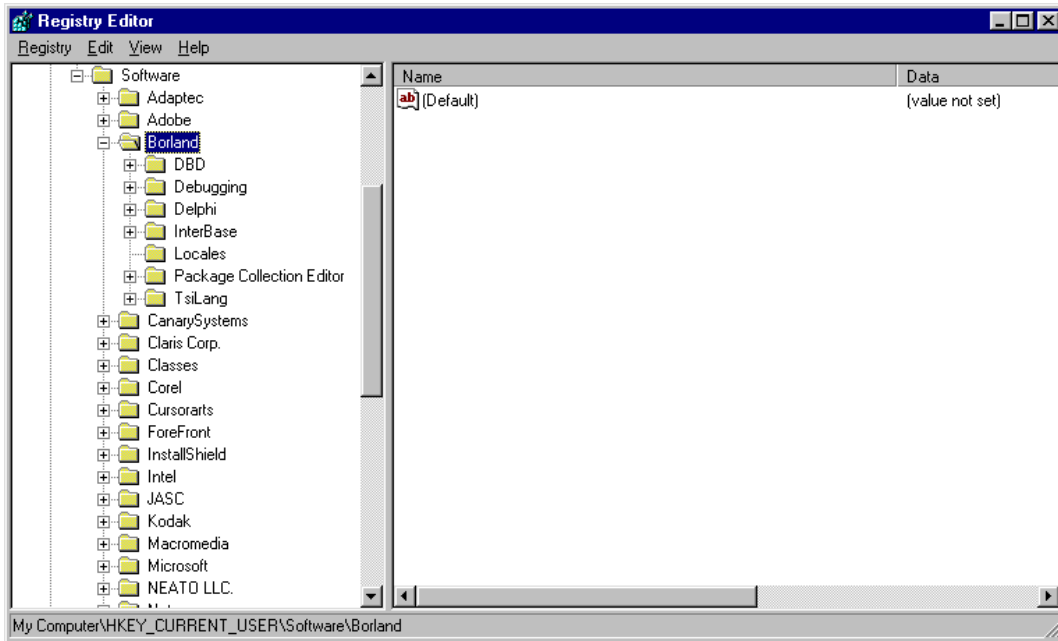 Registry Editor
Registry Edit View Help
Software
Adaptec
Adobe
Borland
DBD
Debugging
Delphi
InterBase
Locales
Package Collection Editor
TsiLang
CanarySystems
Claris Corp.
Classes
Corel
Cursorarts
ForeFront
InstallShield
Intel
JASC
Kodak
Macromedia
Microsoft
NEATO LLC.
Name Data
ab (Default) (value not set)
My Computer\HKEY_CURRENT_USER\Software\Borland